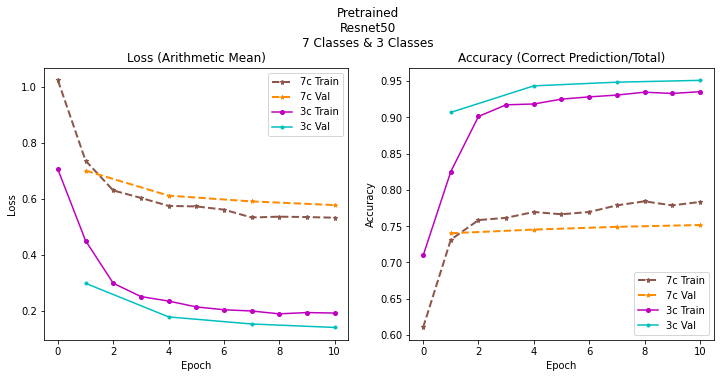 Pretrained
Resnet50
7 Classes & 3 Classes
Loss (Arithmetic Mean)
1.0
0.8
0.6
0.4
0.2
Loss
0 2 4 6 8 10
Epoch
7c Train
7c Val
3c Train
3c Val
Accuracy (Correct Prediction/Total)
0.95
0.90
0.85
0.80
0.75
0.70
0.65
0.60
Accuracy
0 2 4 6 8 10
Epoch
7c Train
7c Val
3c Train
3c Val